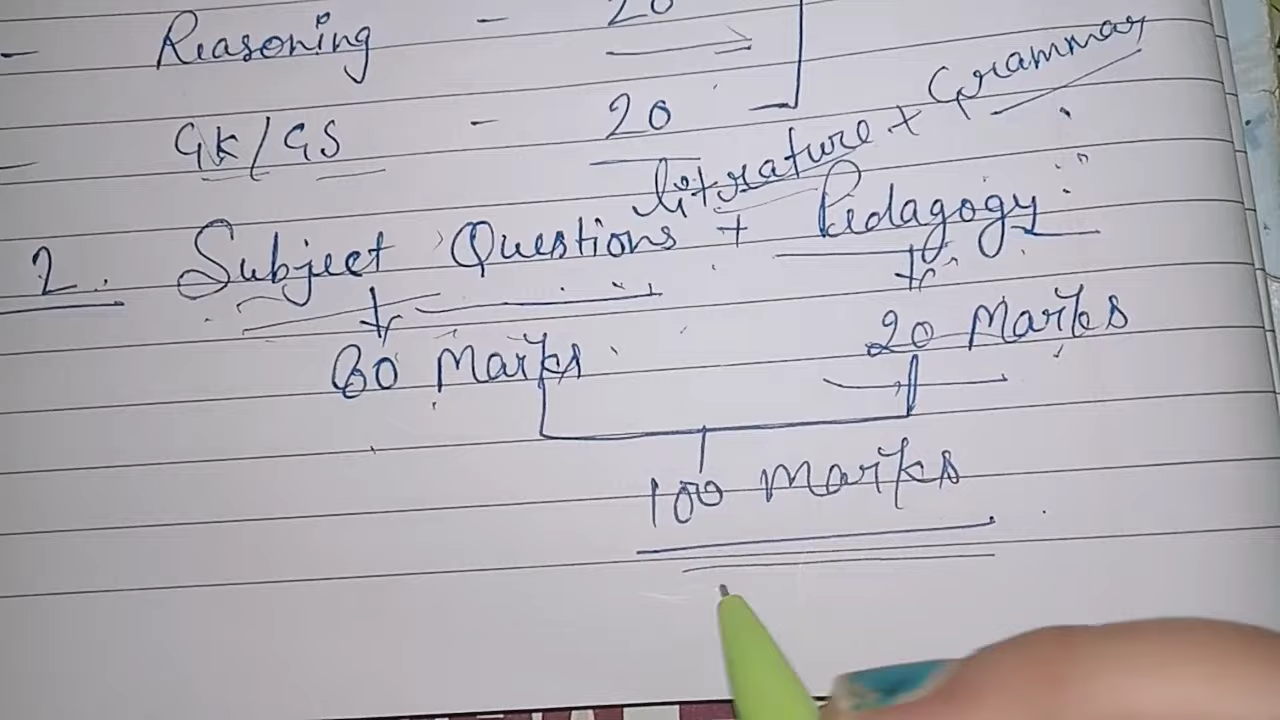 - Reasoning - 20
- GK/GS - 20
Literature + Grammar
2. Subject Questions + Pedagogy
80 Marks 20 Marks
100 Marks